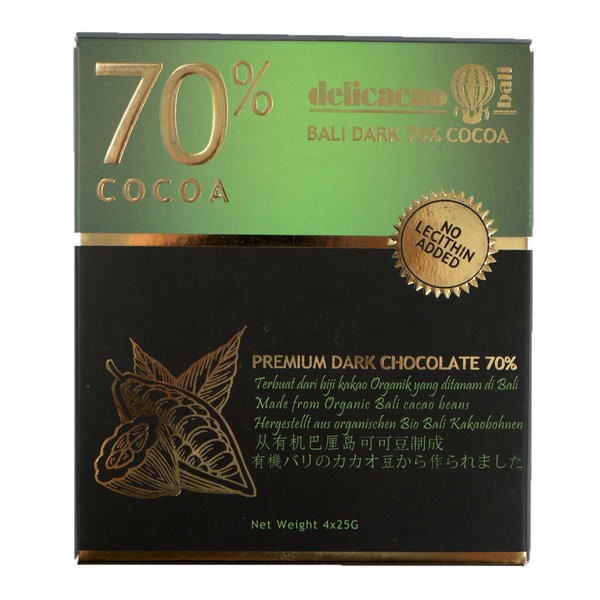 70%
COCOA
delicacao
bali
BALI DARK 70% COCOA
NO
LECITHIN
ADDED
PREMIUM DARK CHOCOLATE 70%
Terbuat dari biji kakao Organik yang ditanam di Bali
Made from Organic Bali cacao beans
Hergestellt aus organischen Bio Bali Kakaobohnen
从有机巴厘岛可可豆制成
有機バリのカカオ豆から作られました
Net Weight 4x25G